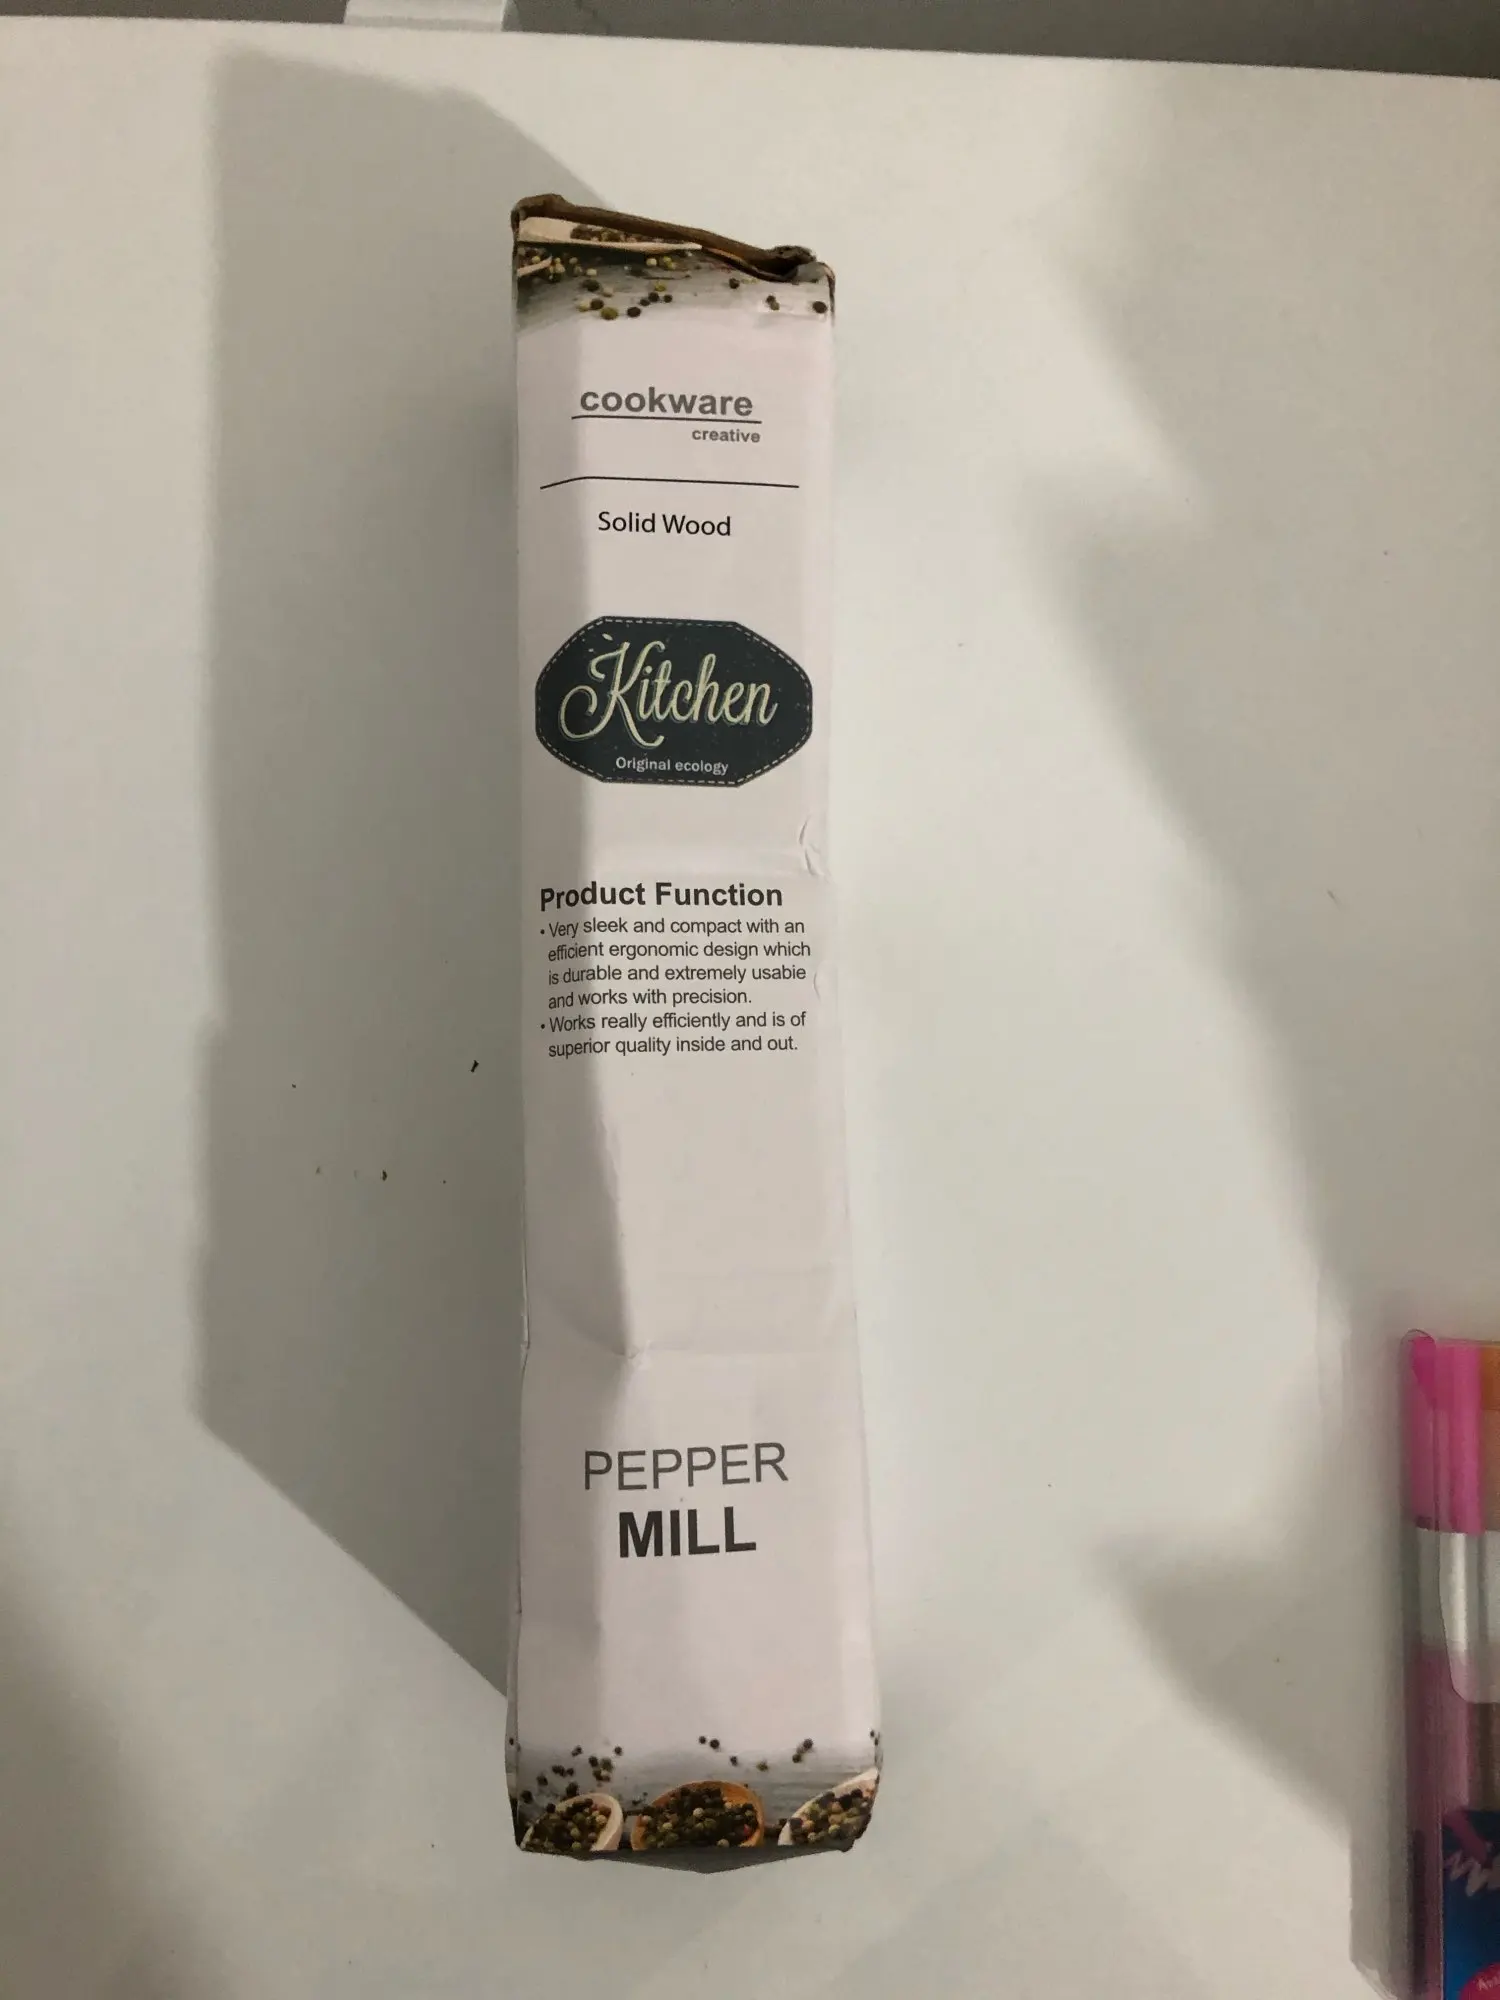 cookware
creative
Solid Wood
Kitchen
Original ecology
Product Function
• Very sleek and compact with an
efficient ergonomic design which
is durable and extremely usabie
and works with precision.
• Works really efficiently and is of
superior quality inside and out.
PEPPER
MILL